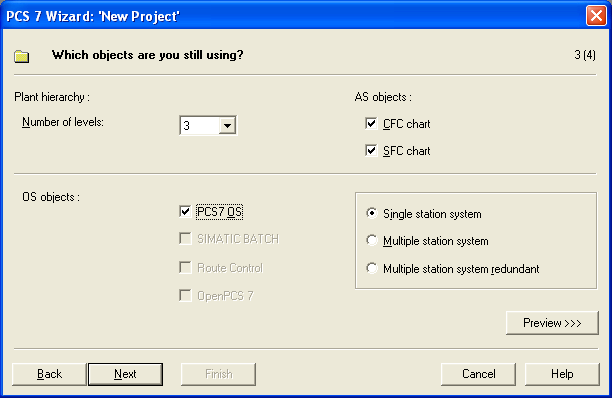 PCS 7 Wizard: 'New Project'
Which objects are you still using? 3 (4)
Plant hierarchy : AS objects :
Number of levels: 3 CFC chart
SFC chart
OS objects :
PCS7 OS Single station system
SIMATIC BATCH Multiple station system
Route Control Multiple station system redundant
OpenPCS 7
Preview >>>
Back Next Finish Cancel Help